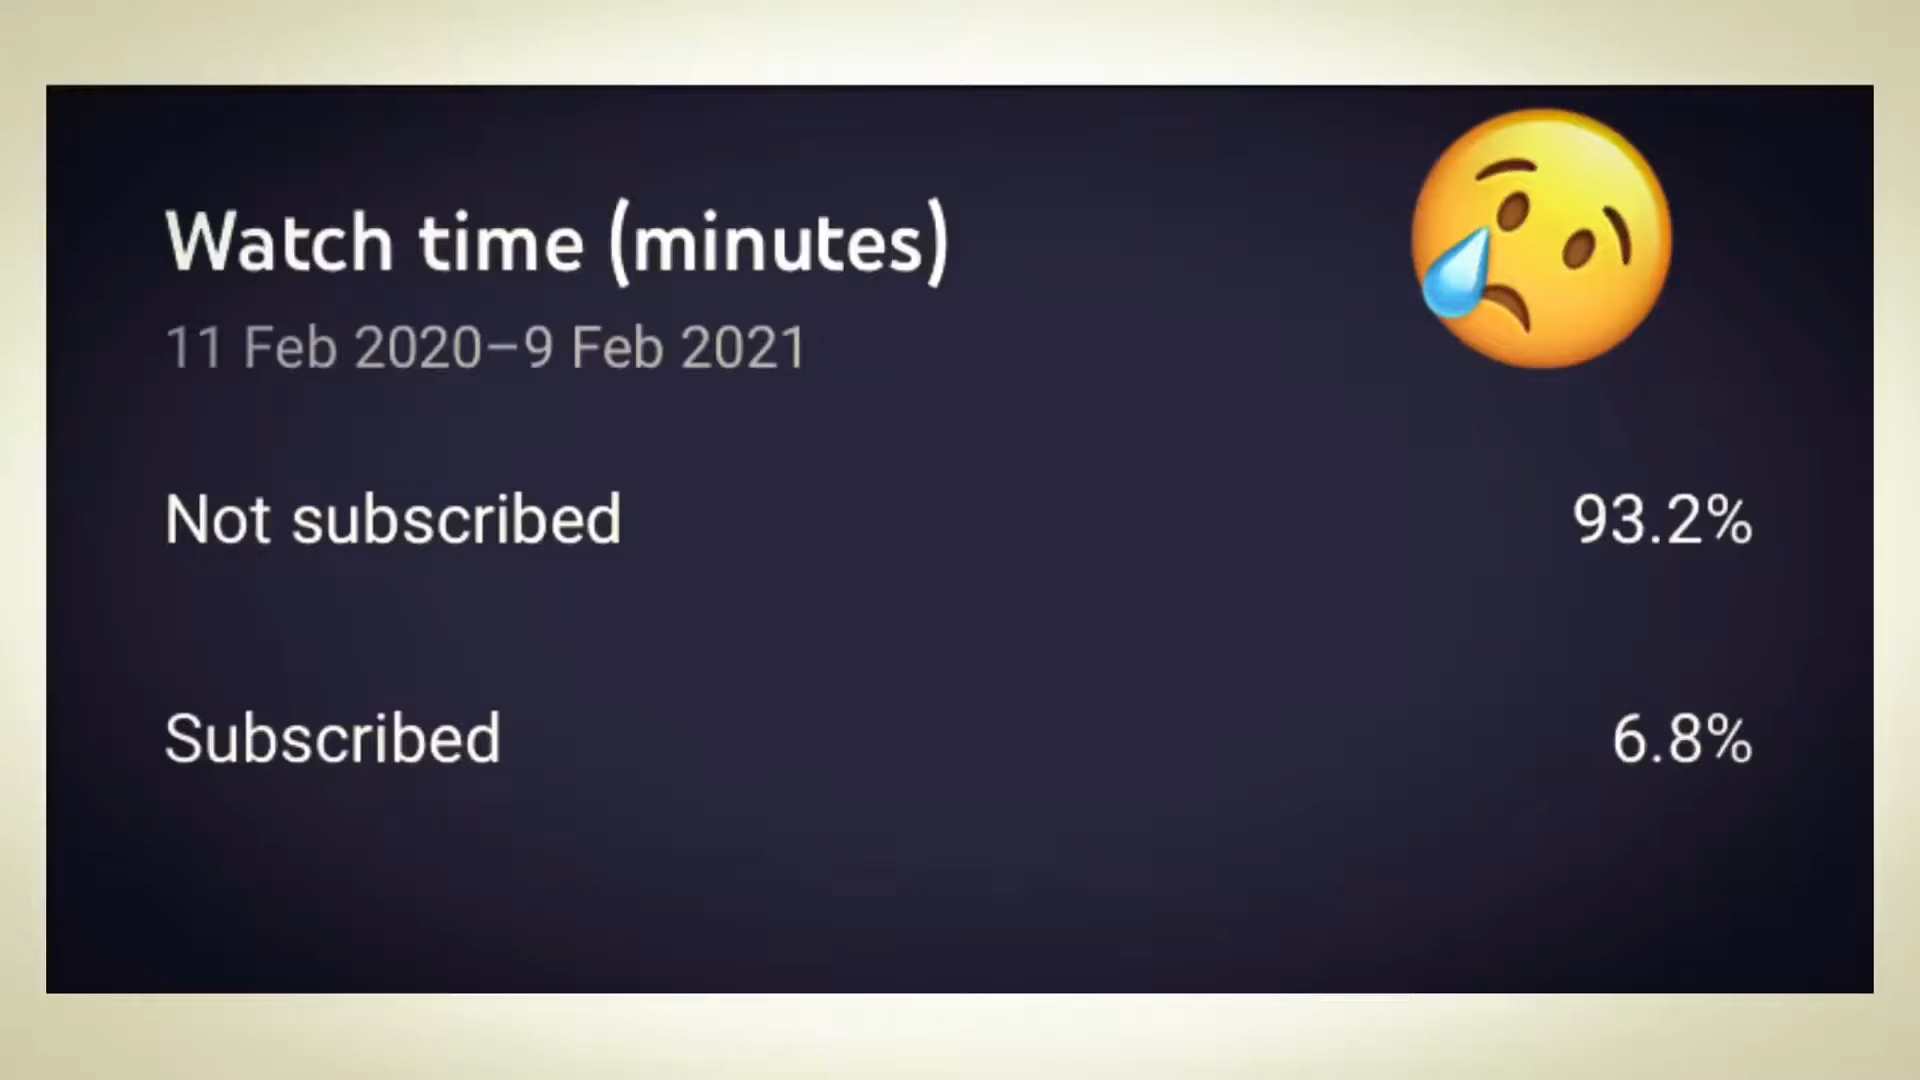 Watch time (minutes)
11 Feb 2020–9 Feb 2021
Not subscribed 93.2%
Subscribed 6.8%